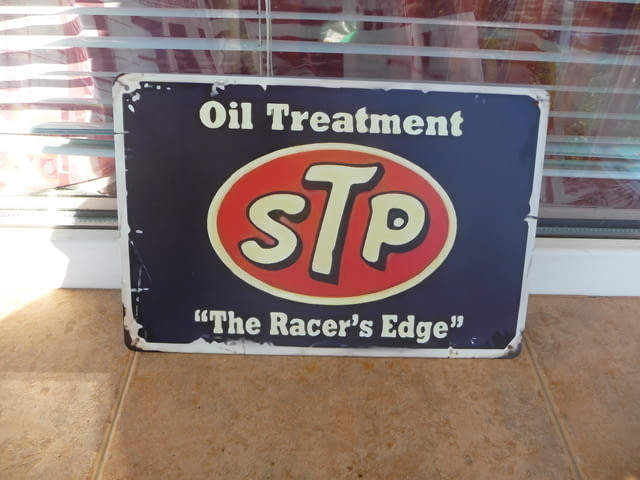 Oil Treatment
STP
“The Racer's Edge”